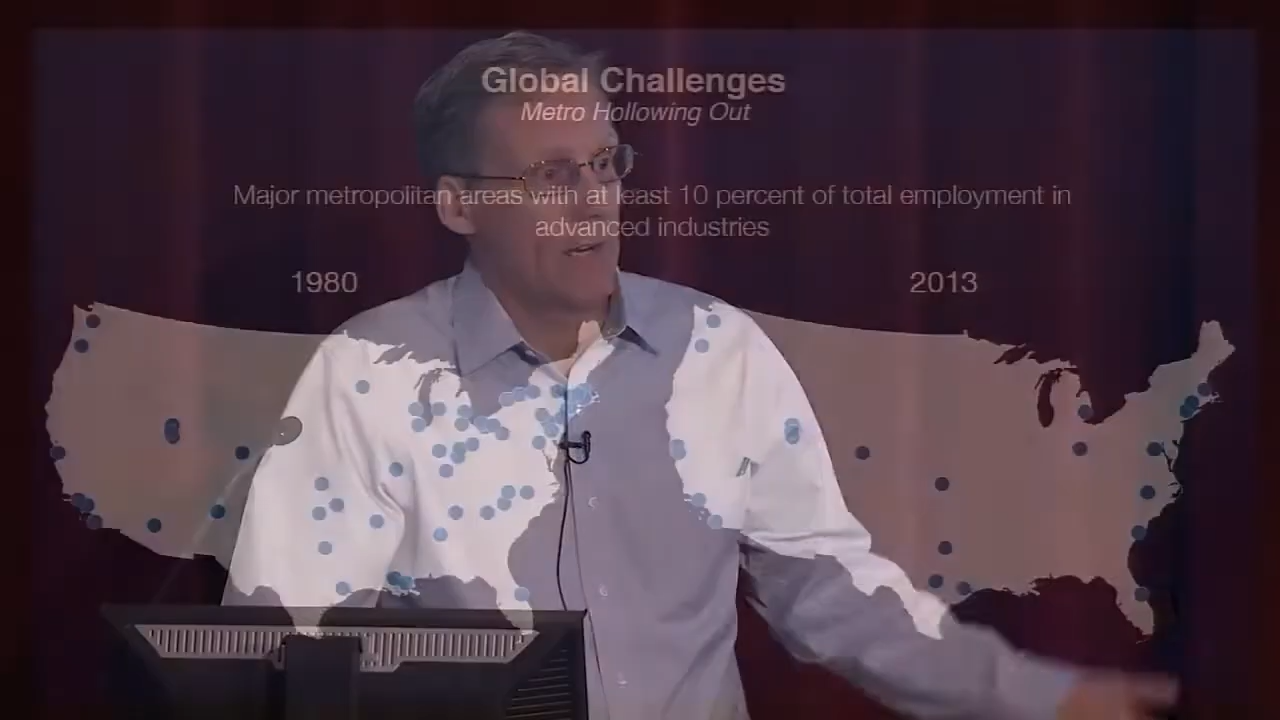 Global Challenges
Metro Hollowing Out
Major metropolitan areas with at least 10 percent of total employment in
advanced industries
1980
2013